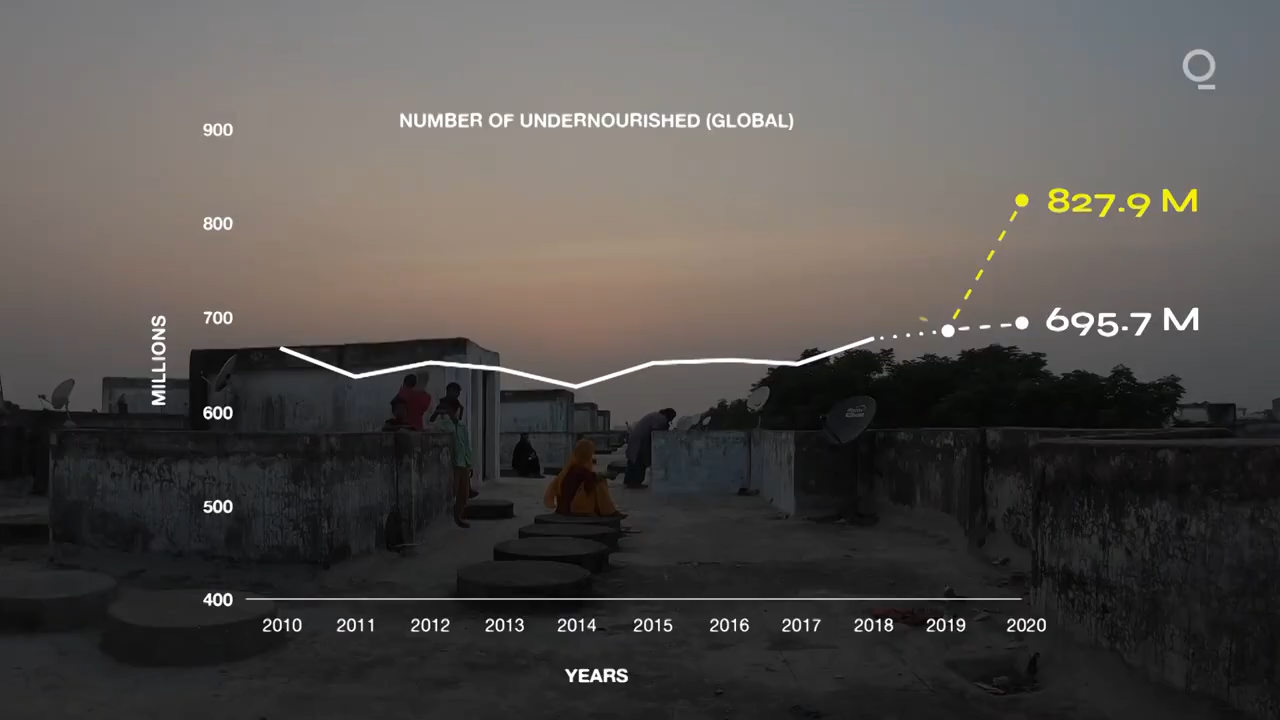 NUMBER OF UNDERNOURISHED (GLOBAL)
900
800
700
600
500
400
MILLIONS
827.9 M
695.7 M
2010 2011 2012 2013 2014 2015 2016 2017 2018 2019 2020
YEARS